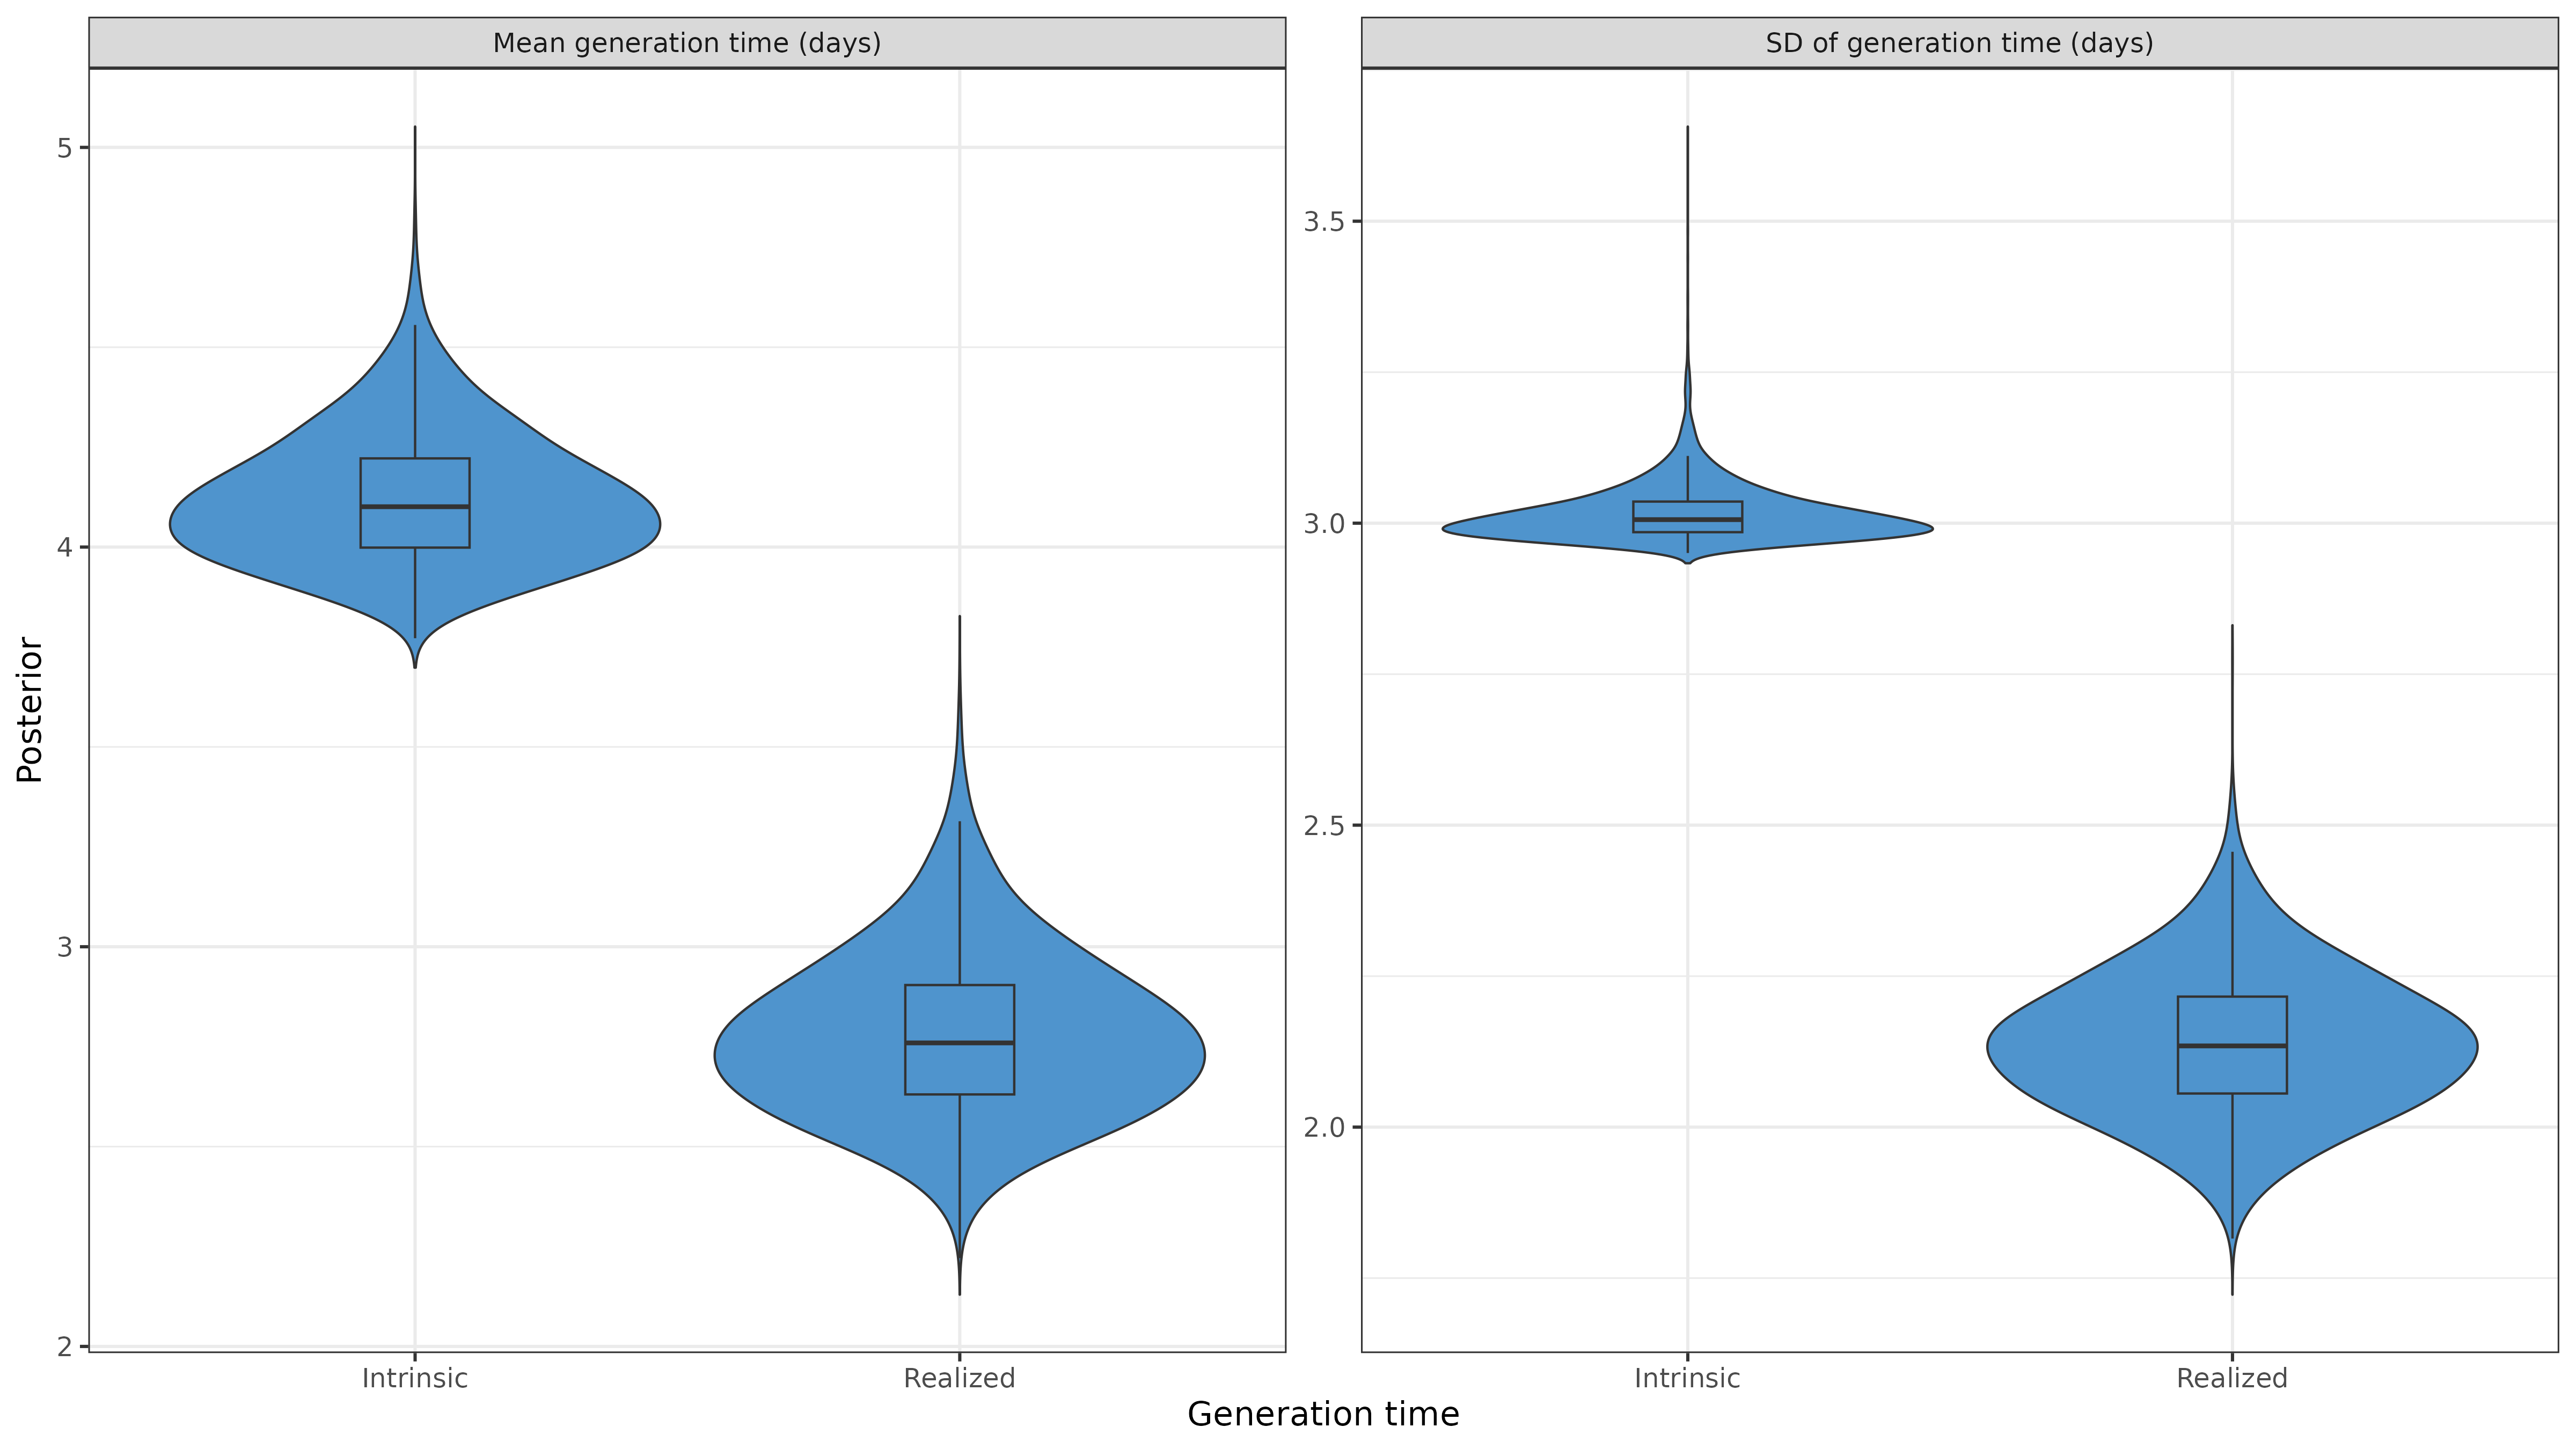 Mean generation time (days)
SD of generation time (days)
Posterior
5
4
3
2
3.5
3.0
2.5
2.0
Intrinsic
Realized
Intrinsic
Realized
Generation time